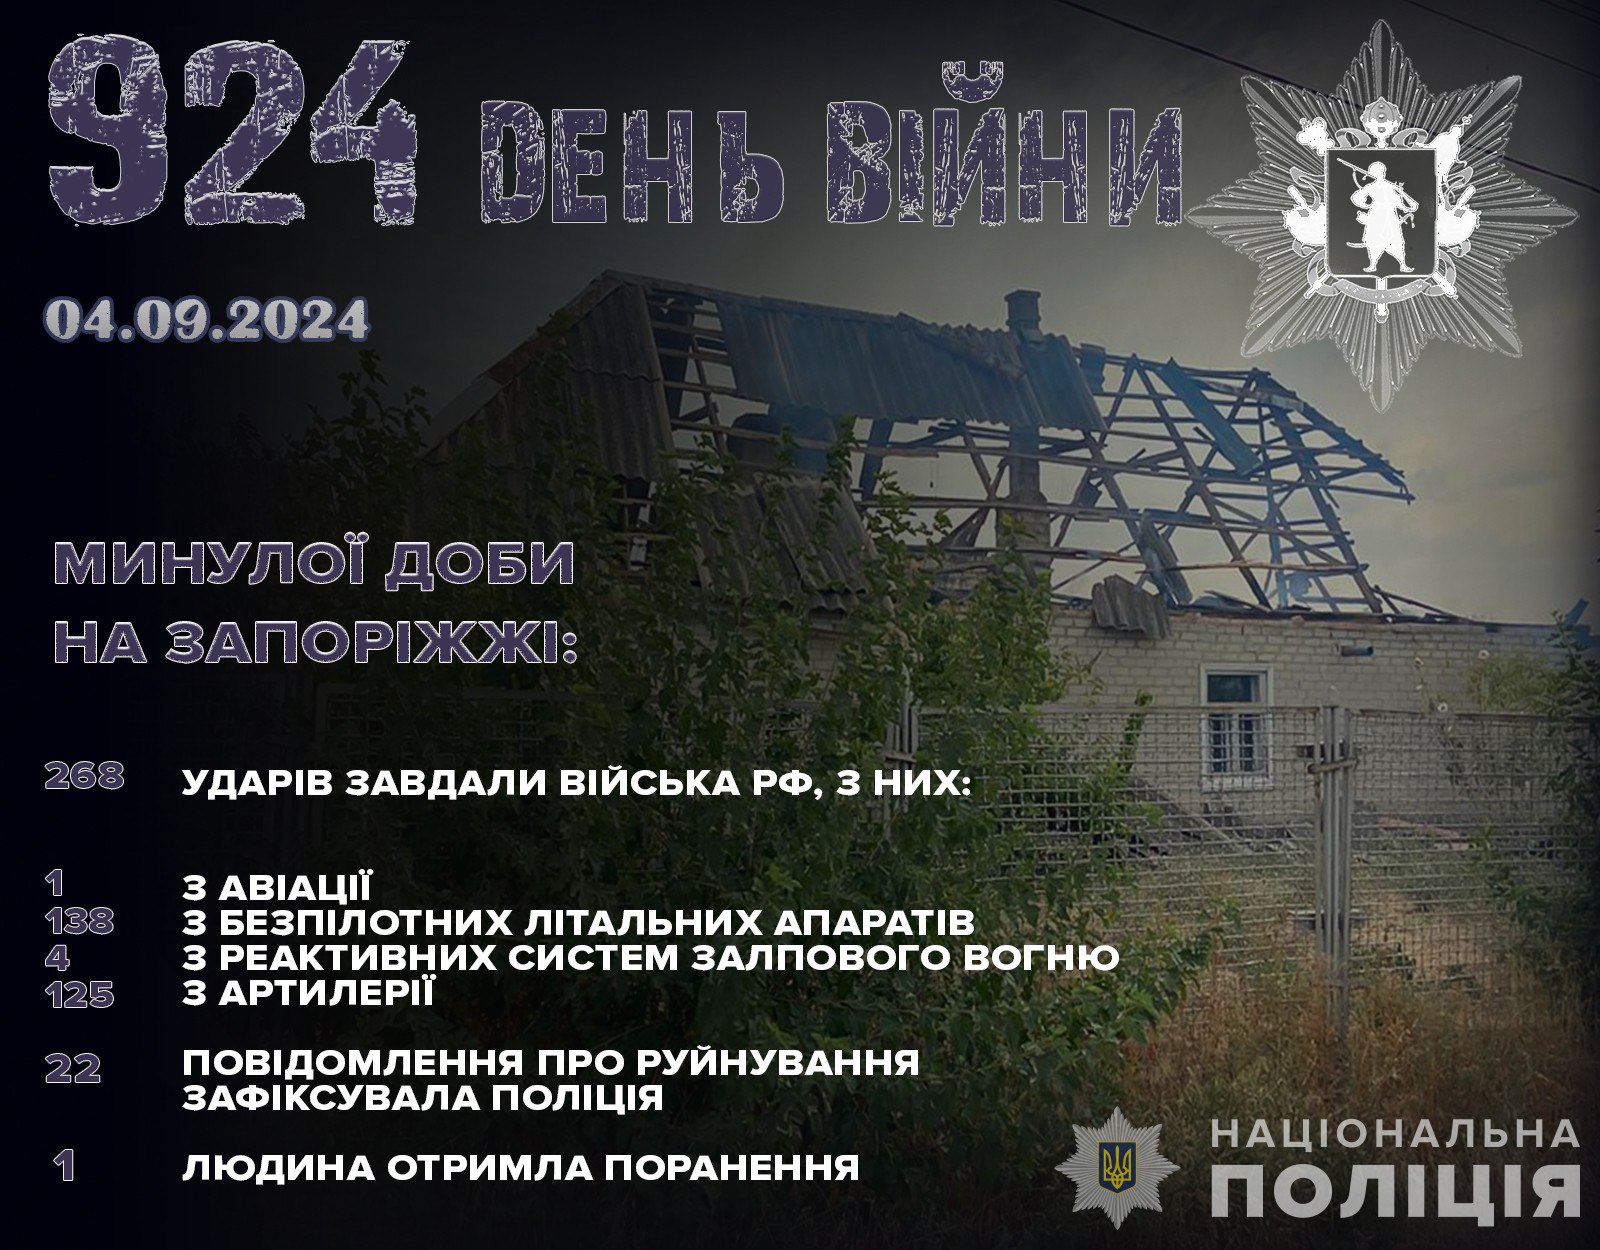 924 ДЕНЬ ВІЙНИ
04.09.2024
МИНУЛОЇ ДОБИ
НА ЗАПОРІЖЖІ:
268 УДАРІВ ЗАВДАЛИ ВІЙСЬКА РФ, З НИХ:
1 З АВІАЦІЇ
138 З БЕЗПІЛОТНИХ ЛІТАЛЬНИХ АПАРАТІВ
4 З РЕАКТИВНИХ СИСТЕМ ЗАЛПОВОГО ВОГНЮ
125 З АРТИЛЕРІЇ
22 ПОВІДОМЛЕННЯ ПРО РУЙНУВАННЯ
ЗАФІКСУВАЛА ПОЛІЦІЯ
1 ЛЮДИНА ОТРИМЛА ПОРАНЕННЯ
НАЦІОНАЛЬНА
ПОЛІЦІЯ